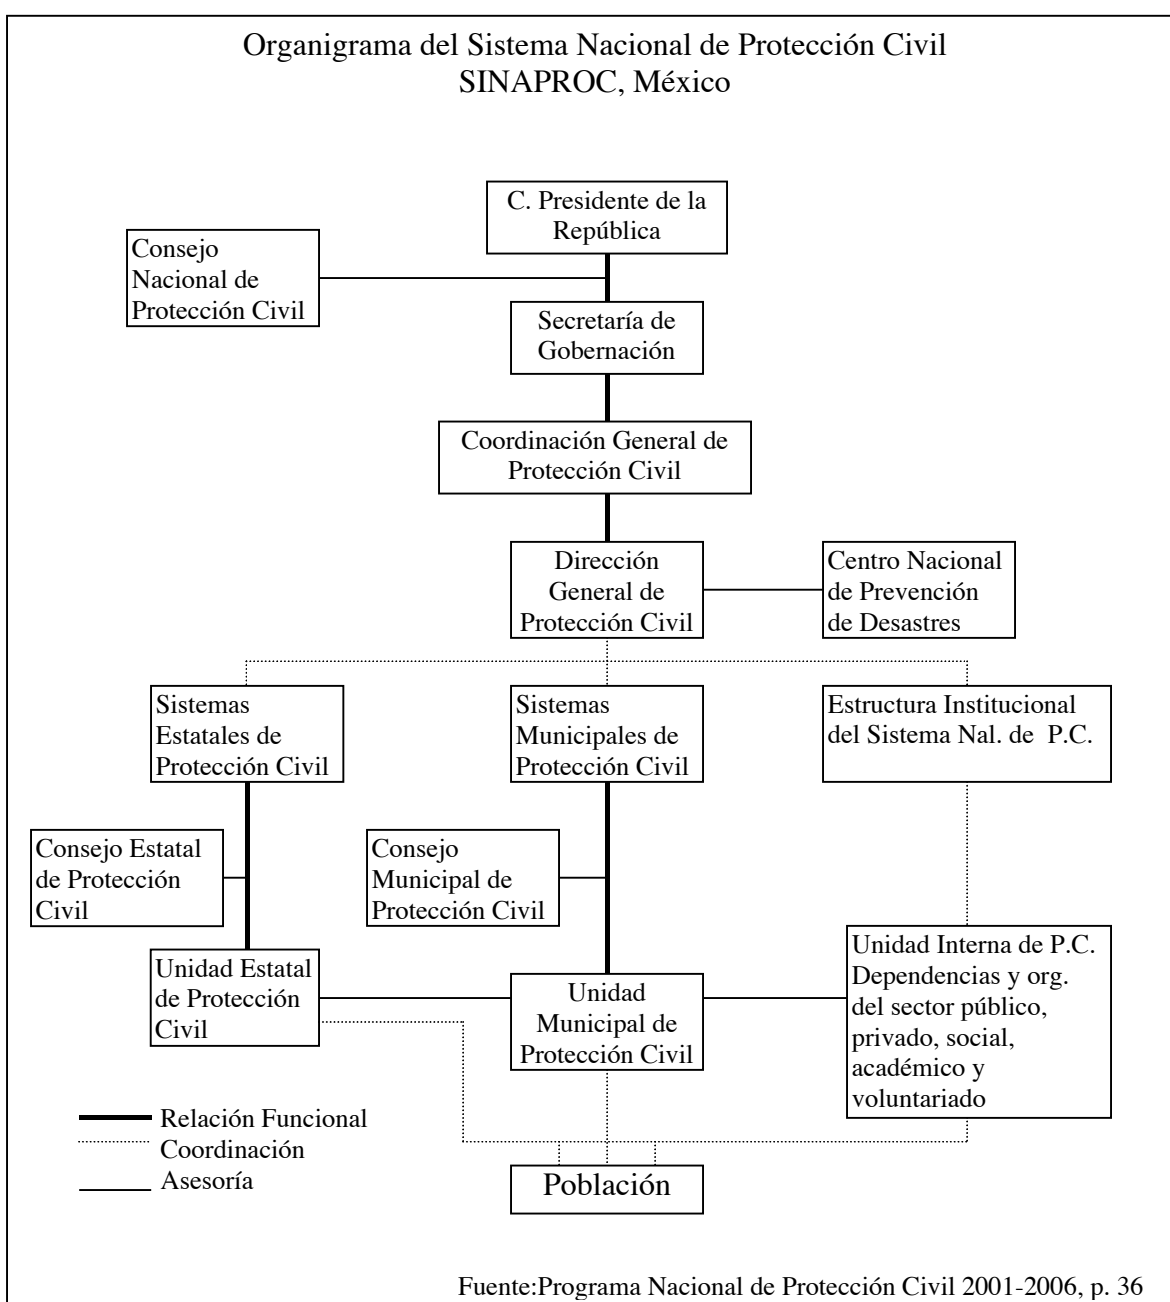 Organigrama del Sistema Nacional de Protección Civil
SINAPROC, México
C. Presidente de la
República
Consejo
Nacional de
Protección Civil
Secretaría de
Gobernación
Coordinación General de
Protección Civil
Dirección
General de
Protección Civil
Centro Nacional
de Prevención
de Desastres
Sistemas
Estatales de
Protección Civil
Sistemas
Municipales de
Protección Civil
Estructura Institucional
del Sistema Nal. de P.C.
Consejo Estatal
de Protección
Civil
Consejo
Municipal de
Protección Civil
Unidad Estatal
de Protección
Civil
Unidad
Municipal de
Protección Civil
Unidad Interna de P.C.
Dependencias y org.
del sector público,
privado, social,
académico y
voluntariado
Relación Funcional
Coordinación
Asesoría
Población
Fuente:Programa Nacional de Protección Civil 2001-2006, p. 36